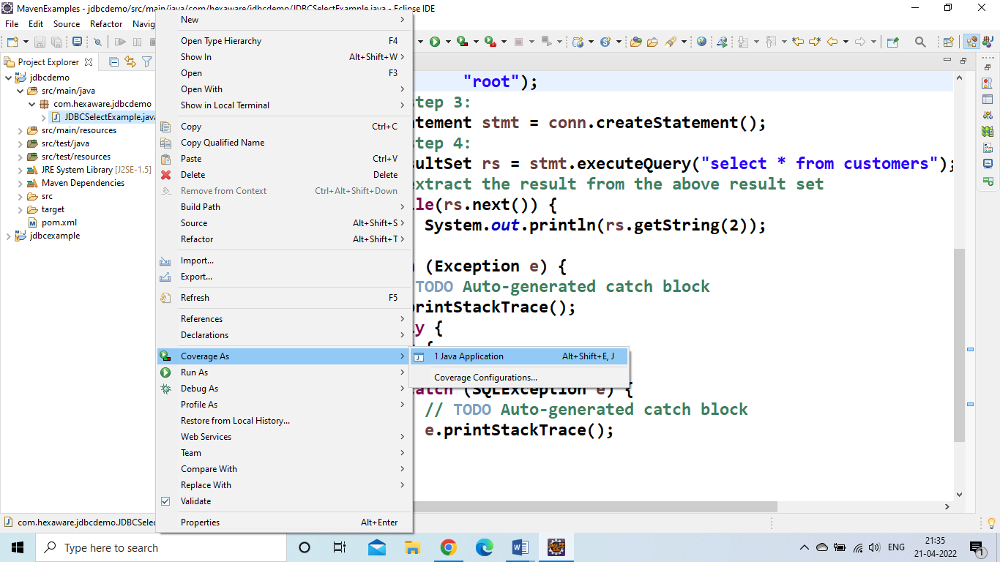 MavenExamples - jdbcdemo/src/main/java/com/hexaware/jdbcdemo/JDBCSelectExample.java - Eclipse IDE
File Edit Source Refactor Navig
Project Explorer
jdbcdemo
src/main/java
com.hexaware.jdbcdemo
JDBCSelectExample.java
src/main/resources
src/test/java
src/test/resources
JRE System Library [J2SE-1.5]
Maven Dependencies
src
target
pom.xml
jdbcexample
New
Open Type Hierarchy F4
Show In Alt+Shift+W
Open F3
Open With
Show in Local Terminal
Copy Ctrl+C
Copy Qualified Name
Paste Ctrl+V
Delete Delete
Remove from Context Ctrl+Alt+Shift+Down
Build Path
Source Alt+Shift+S
Refactor Alt+Shift+T
Import...
Export...
Refresh F5
References
Declarations
Coverage As
Run As
Debug As
Profile As
Restore from Local History...
Web Services
Team
Compare With
Replace With
Validate
Properties Alt+Enter
1 Java Application Alt+Shift+E, J
Coverage Configurations...
"root");
tep 3:
tement stmt = conn.createStatement();
tep 4:
ultSet rs = stmt.executeQuery("select * from customers");
xtract the result from the above result set
le(rs.next()) {
System.out.println(rs.getString(2));
(Exception e) {
TODO Auto-generated catch block
rintStackTrace();
y {
{
atch (SQLException e) {
// TODO Auto-generated catch block
e.printStackTrace();
com.hexaware.jdbcdemo.JDBCSelec
Type here to search
ENG
21:35
21-04-2022
1